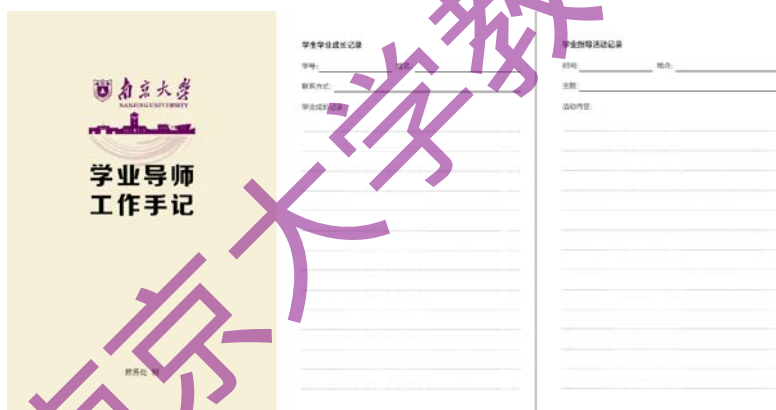 南京大学
NANJING UNIVERSITY
学业导师
工作手记
教务处 制
学生学业成长记录
学号: 姓名:
联系方式:
学业成长记录:
学业指导活动记录
时间: 地点:
主题:
活动内容:
南京大学教